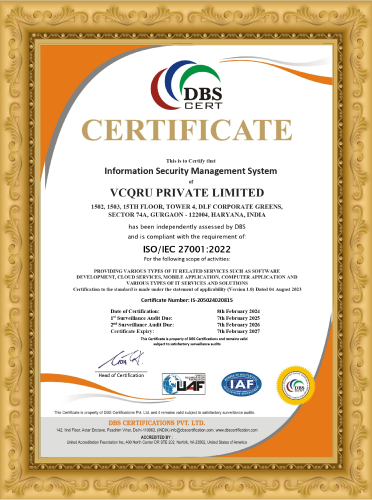 DBS
CERT
CERTIFICATE
This is to Certify that
Information Security Management System
of
VCQRU PRIVATE LIMITED
1502, 1503, 15TH FLOOR, TOWER 4, DLF CORPORATE GREENS,
SECTOR 74A, GURGAON - 122004, HARYANA, INDIA
has been independently assessed by DBS
and is compliant with the requirement of:
ISO/IEC 27001:2022
For the following scope of activities:
PROVIDING VARIOUS TYPES OF IT RELATED SERVICES SUCH AS SOFTWARE
DEVELOPMENT, CLOUD SERVICES, MOBILE APPLICATION, COMPUTER APPLICATION AND
VARIOUS TYPES OF IT SERVICES AND SOLUTIONS
Certification to the standard is made under the statement of applicability (Version 1.0) Dated 04 August 2023
Certificate Number: IS-205024020815
Date of Certification: 8th February 2024
1st Surveillance Audit Due: 7th February 2025
2nd Surveillance Audit Due: 7th February 2026
Certificate Expiry: 7th February 2027
This Certificate is property of DBS Certifications and remains valid
subject to satisfactory surveillance audits
Head of Certification
UAF
IAF
DBS
This Certificate is property of DBS Certifications Pvt. Ltd. and it remains valid subject to satisfactory surveillance audits.
DBS CERTIFICATIONS PVT. LTD.
142, IInd Floor, Avtar Enclave, Paschim Vihar, Delhi-110063, (INDIA) info@dbscertification.com, www.dbscertification.com
ACCREDITED BY :
United Accreditation Foundation Inc, 400 North Center DR STE 202, Norfolk, VA 23502, United States of America